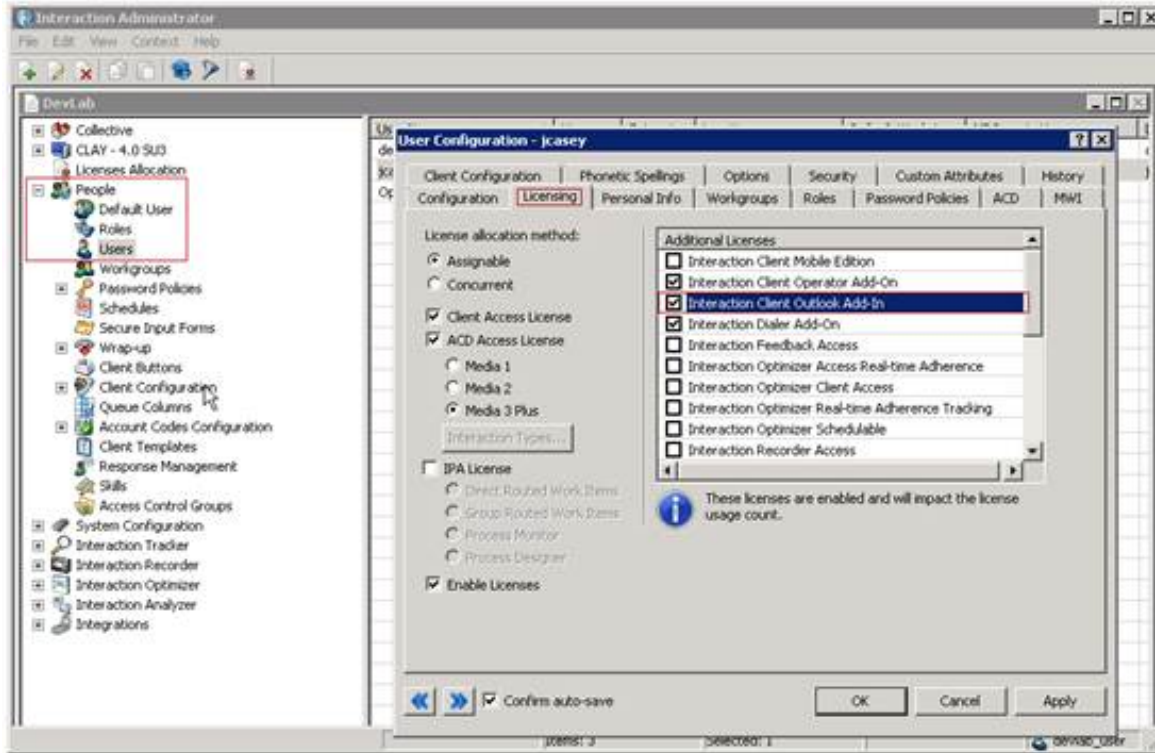 Interaction Administrator
File Edit View Context Help
DevLab
Collective
CLAY - 4.0 SU3
Licenses Allocation
People
Default User
Roles
Users
Workgroups
Password Policies
Schedules
Secure Input Forms
Wrap-up
Client Buttons
Client Configuration
Queue Columns
Account Codes Configuration
Client Templates
Response Management
Skills
Access Control Groups
System Configuration
Interaction Tracker
Interaction Recorder
Interaction Optimizer
Interaction Analyzer
Integrations
User Configuration - jcasey
Client Configuration Phonetic Spellings Options Security Custom Attributes History
Configuration Licensing Personal Info Workgroups Roles Password Policies ACD MWI
License allocation method:
Assignable
Concurrent
Client Access License
ACD Access License
Media 1
Media 2
Media 3 Plus
Interaction Types...
IPA License
Direct Routed Work Items
Group Routed Work Items
Process Monitor
Process Designer
Enable Licenses
Additional Licenses
Interaction Client Mobile Edition
Interaction Client Operator Add-On
Interaction Client Outlook Add-In
Interaction Dialer Add-On
Interaction Feedback Access
Interaction Optimizer Access Real-time Adherence
Interaction Optimizer Client Access
Interaction Optimizer Real-time Adherence Tracking
Interaction Optimizer Schedulable
Interaction Recorder Access
These licenses are enabled and will impact the license
usage count.
Confirm auto-save
OK Cancel Apply
Items: 3 Selected: 1 devlab_user